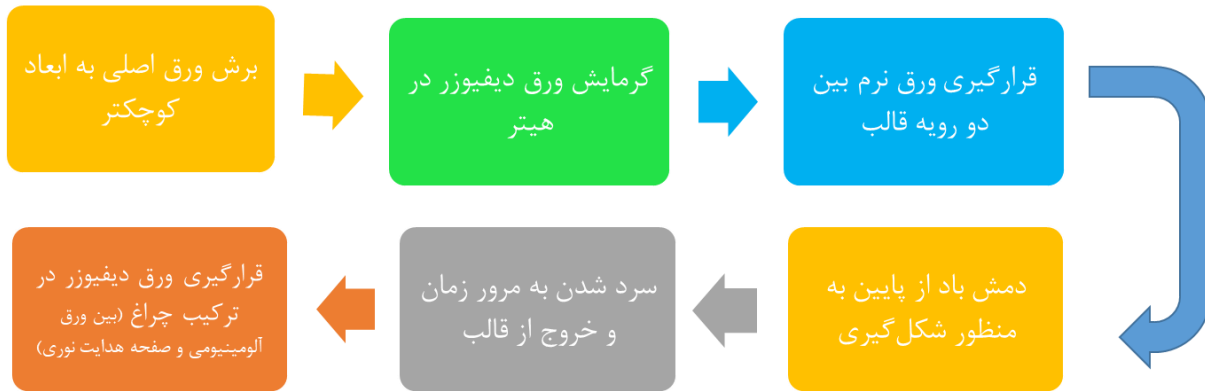 برش ورق اصلی به ابعاد
کوچکتر
گرمایش ورق دیفیوزر در
هیتر
قرارگیری ورق نرم بین
دو رویه قالب
دمش باد از پایین به
منظور شکل‌گیری
سرد شدن به مرور زمان
و خروج از قالب
قرارگیری ورق دیفیوزر در
ترکیب چراغ (بین ورق
آلومینیومی و صفحه هدایت نوری)